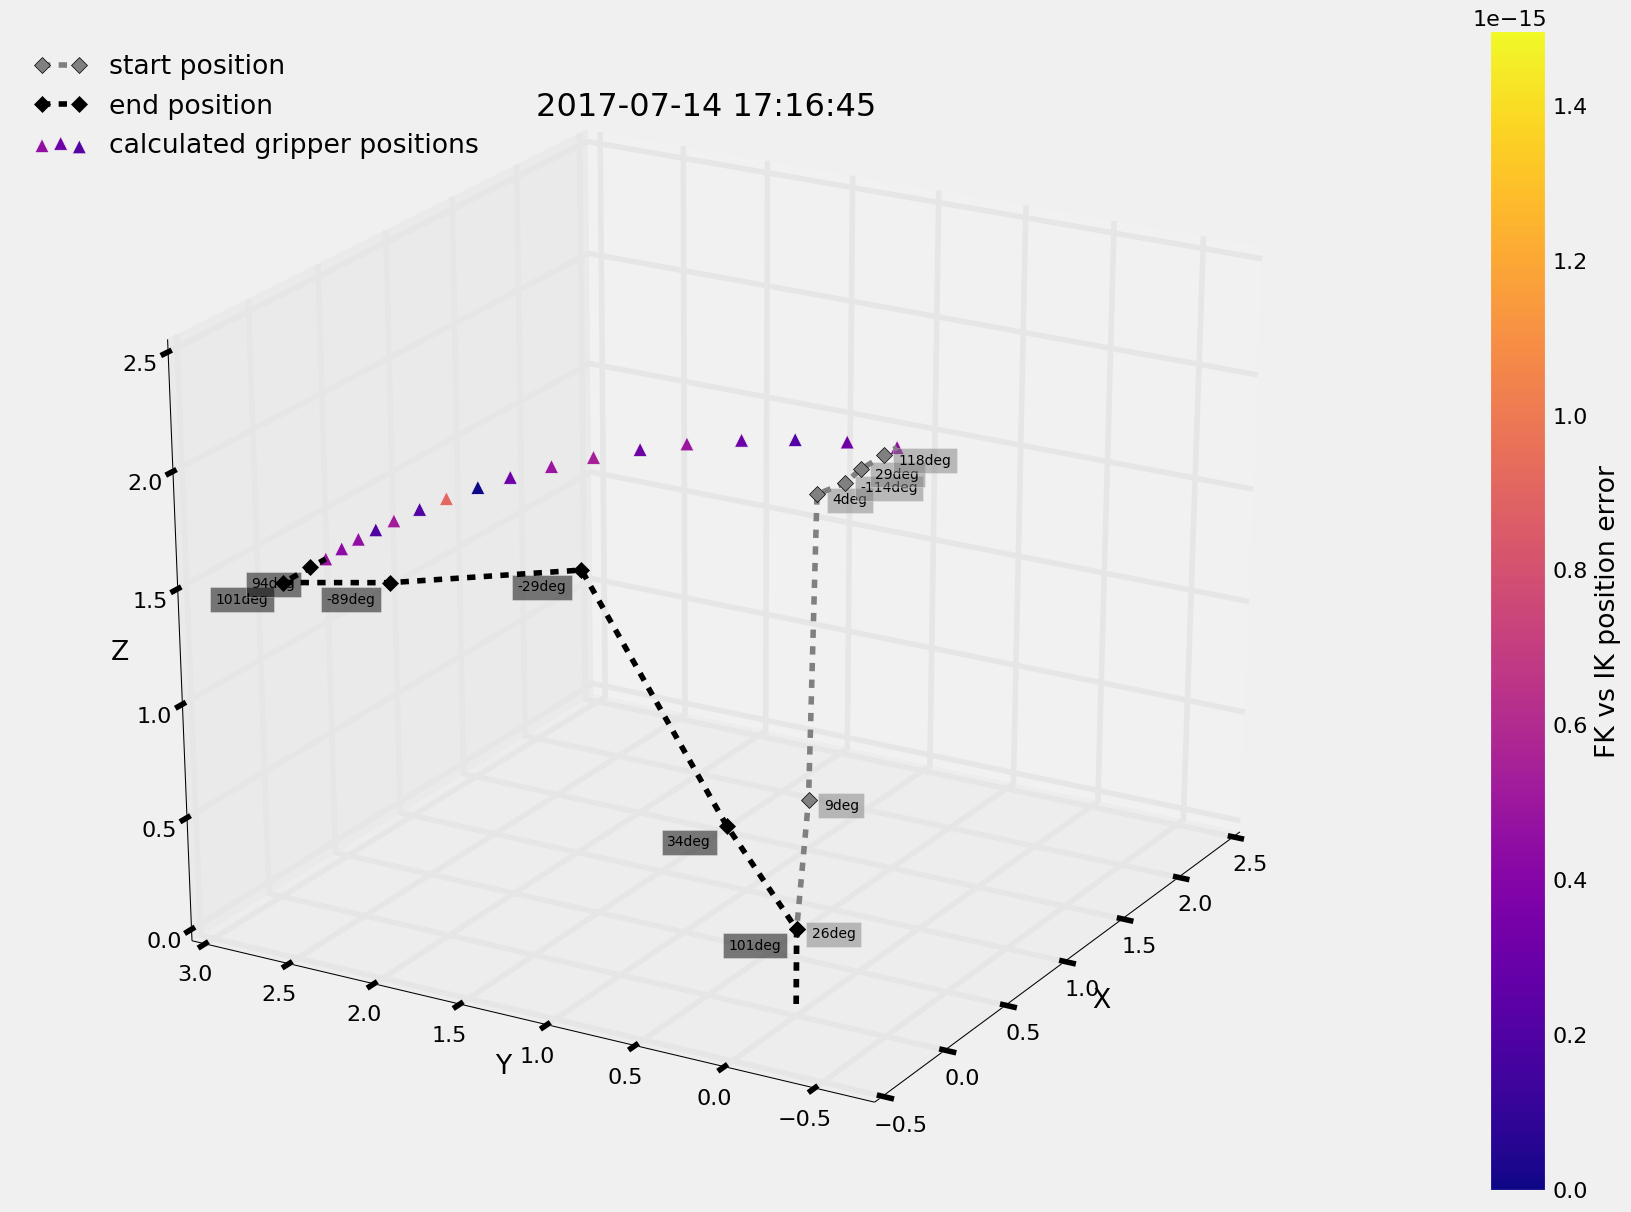 1e−15
start position
end position
calculated gripper positions
2017-07-14 17:16:45
1.4
1.2
1.0
0.8
0.6
0.4
0.2
0.0
FK vs IK position error
2.5
2.0
1.5
1.0
0.5
0.0
Z
118deg
29deg
-114deg
4deg
94deg
101deg
-89deg
-29deg
9deg
34deg
101deg
26deg
3.0
2.5
2.0
1.5
1.0
0.5
0.0
−0.5
Y
2.5
2.0
1.5
1.0
0.5
0.0
−0.5
X